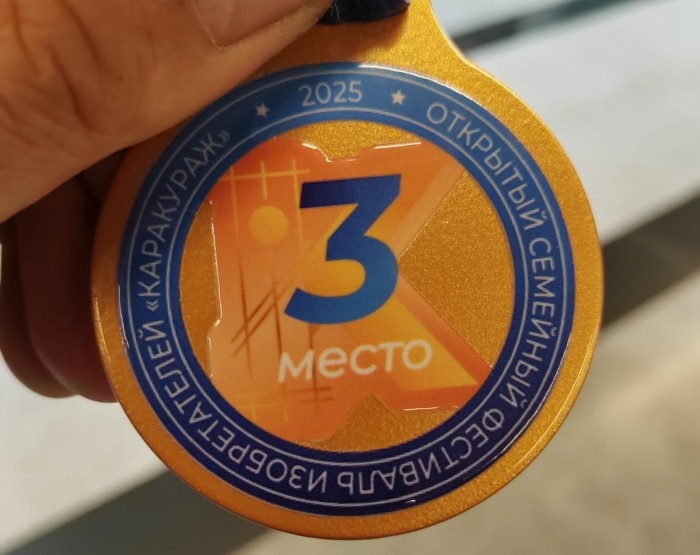 ★ 2025 ★
ОТКРЫТЫЙ СЕМЕЙНЫЙ ФЕСТИВАЛЬ ИЗОБРЕТАТЕЛЕЙ «КАРАКУРАЖ»
3
место